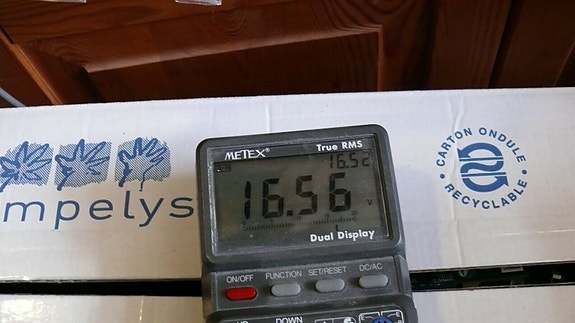 mpelys
CARTON ONDULE
RECYCLABLE
METEX®
True RMS
16.5c
16.56
V
Dual Display
ON/OFF
FUNCTION
SET/RESET
DC/AC
UP
DOWN